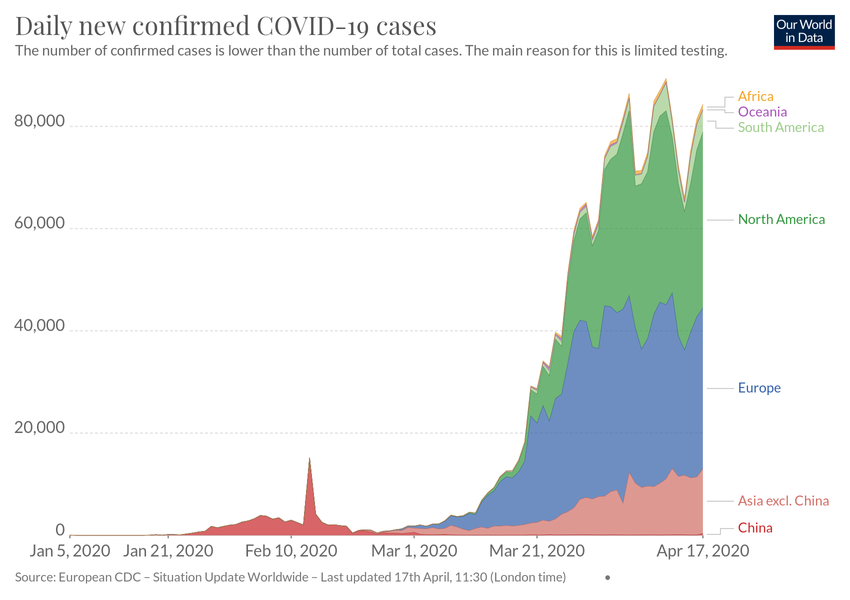 Daily new confirmed COVID-19 cases
The number of confirmed cases is lower than the number of total cases. The main reason for this is limited testing.
Our World
in Data
80,000
60,000
40,000
20,000
0
Africa
Oceania
South America
North America
Europe
Asia excl. China
China
Jan 5, 2020
Jan 21, 2020
Feb 10, 2020
Mar 1, 2020
Mar 21, 2020
Apr 17, 2020
Source: European CDC – Situation Update Worldwide – Last updated 17th April, 11:30 (London time)